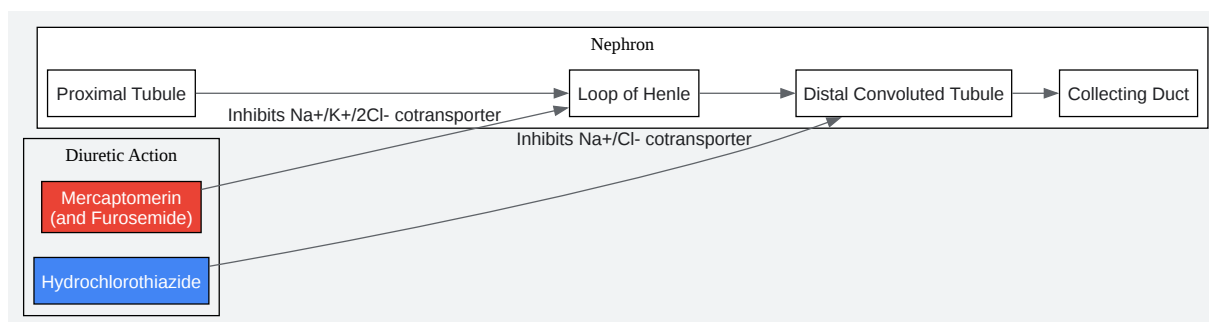 Nephron
Proximal Tubule
Loop of Henle
Distal Convoluted Tubule
Collecting Duct
Inhibits Na+/K+/2Cl- cotransporter
Inhibits Na+/Cl- cotransporter
Diuretic Action
Mercaptomerin
(and Furosemide)
Hydrochlorothiazide